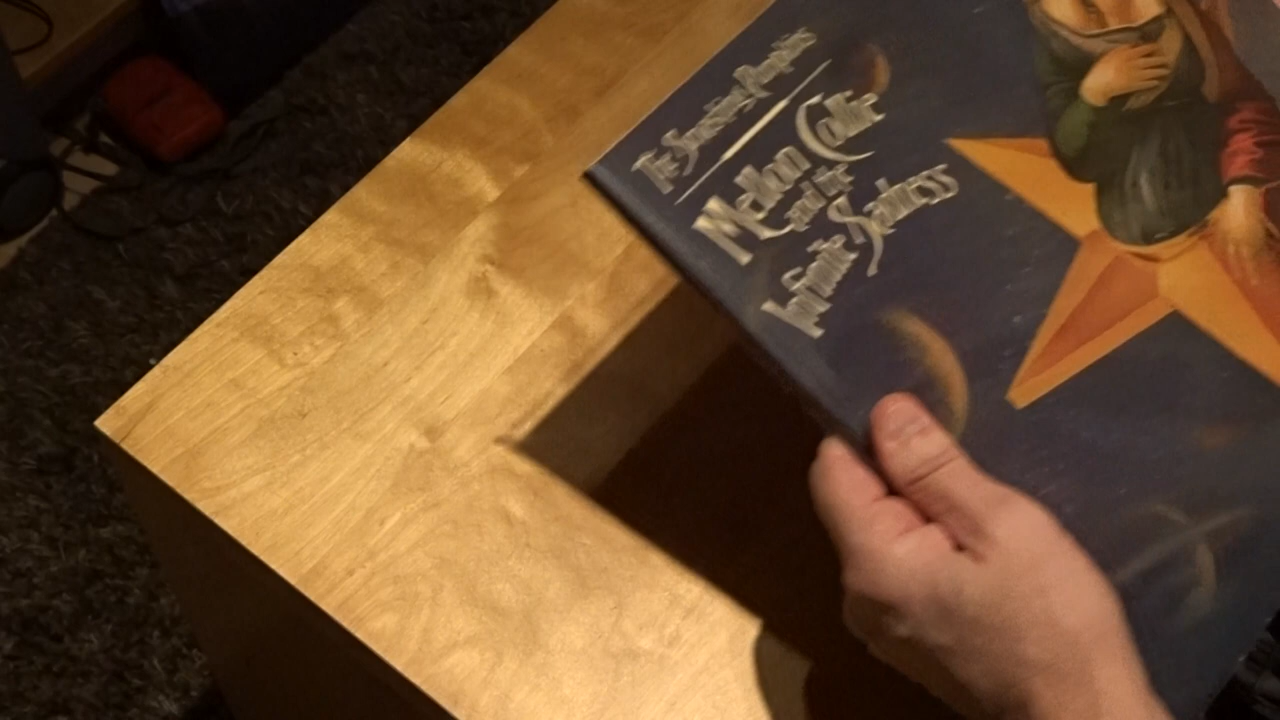 The Smashing Pumpkins
Mellon Collie
and the
Infinite Sadness